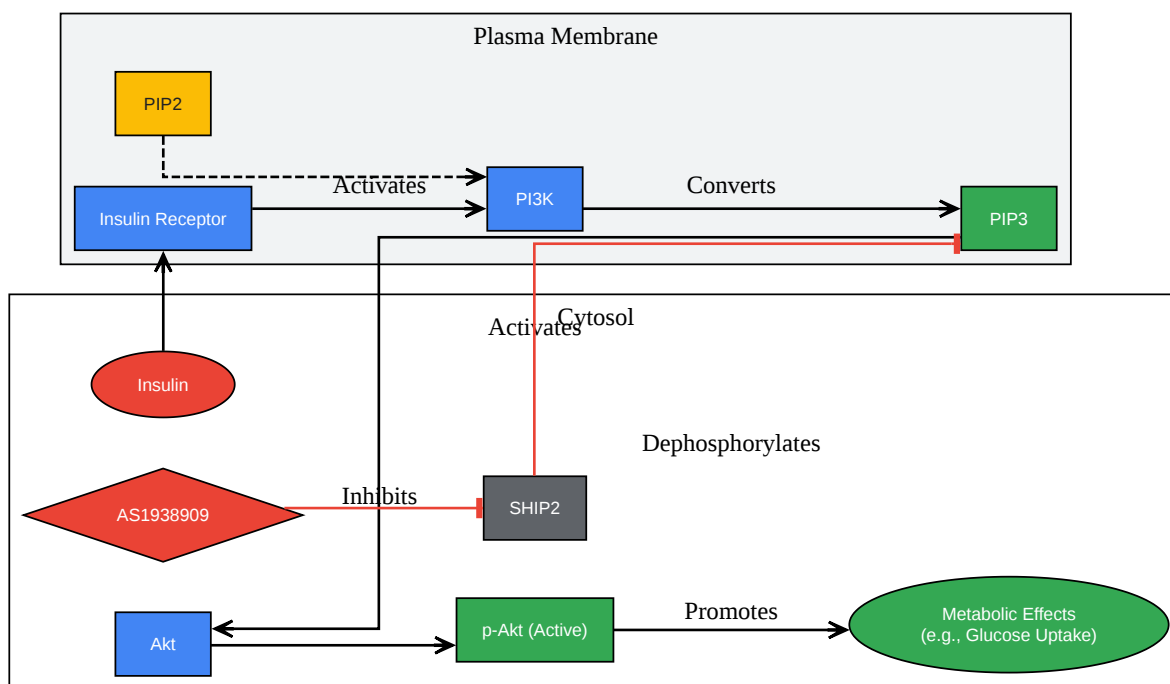 Plasma Membrane
PIP2
Activates
PI3K
Converts
Insulin Receptor
PIP3
Cytosol
Activates
Insulin
Dephosphorylates
AS1938909
Inhibits
SHIP2
Akt
p-Akt (Active)
Promotes
Metabolic Effects
(e.g., Glucose Uptake)